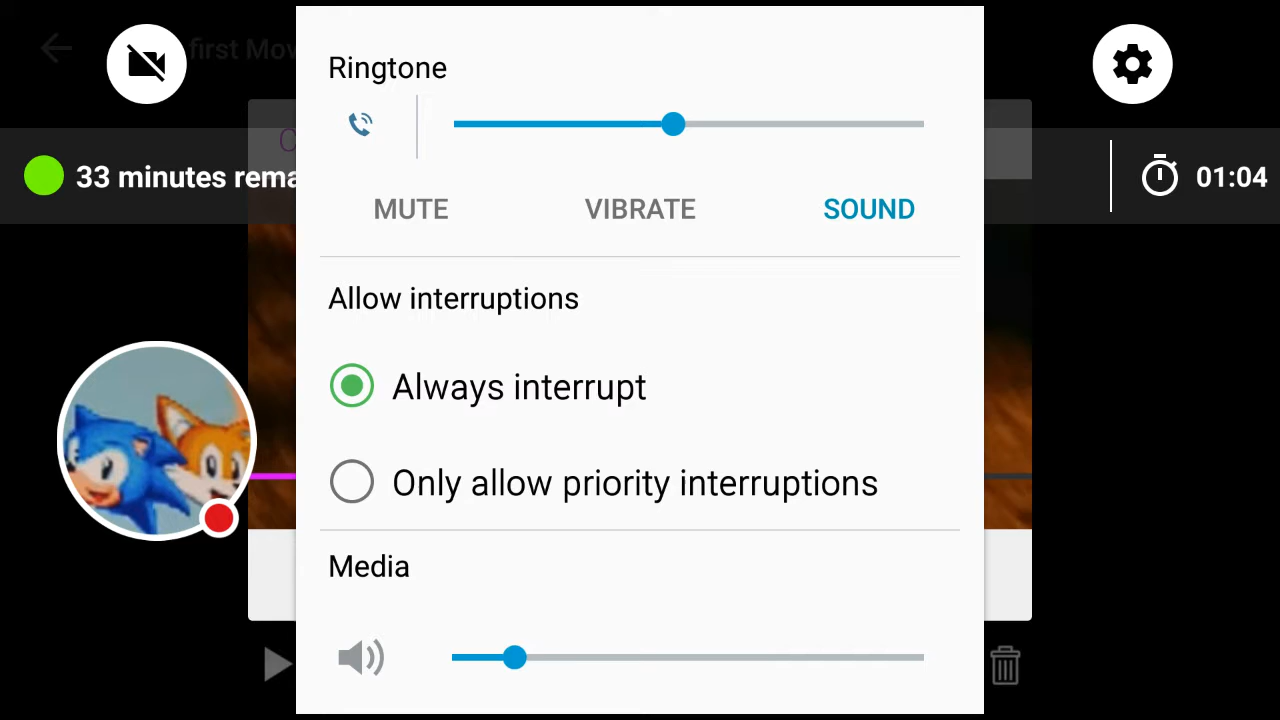 first Mov
Ringtone
33 minutes rema
01:04
MUTE VIBRATE SOUND
Allow interruptions
Always interrupt
Only allow priority interruptions
Media